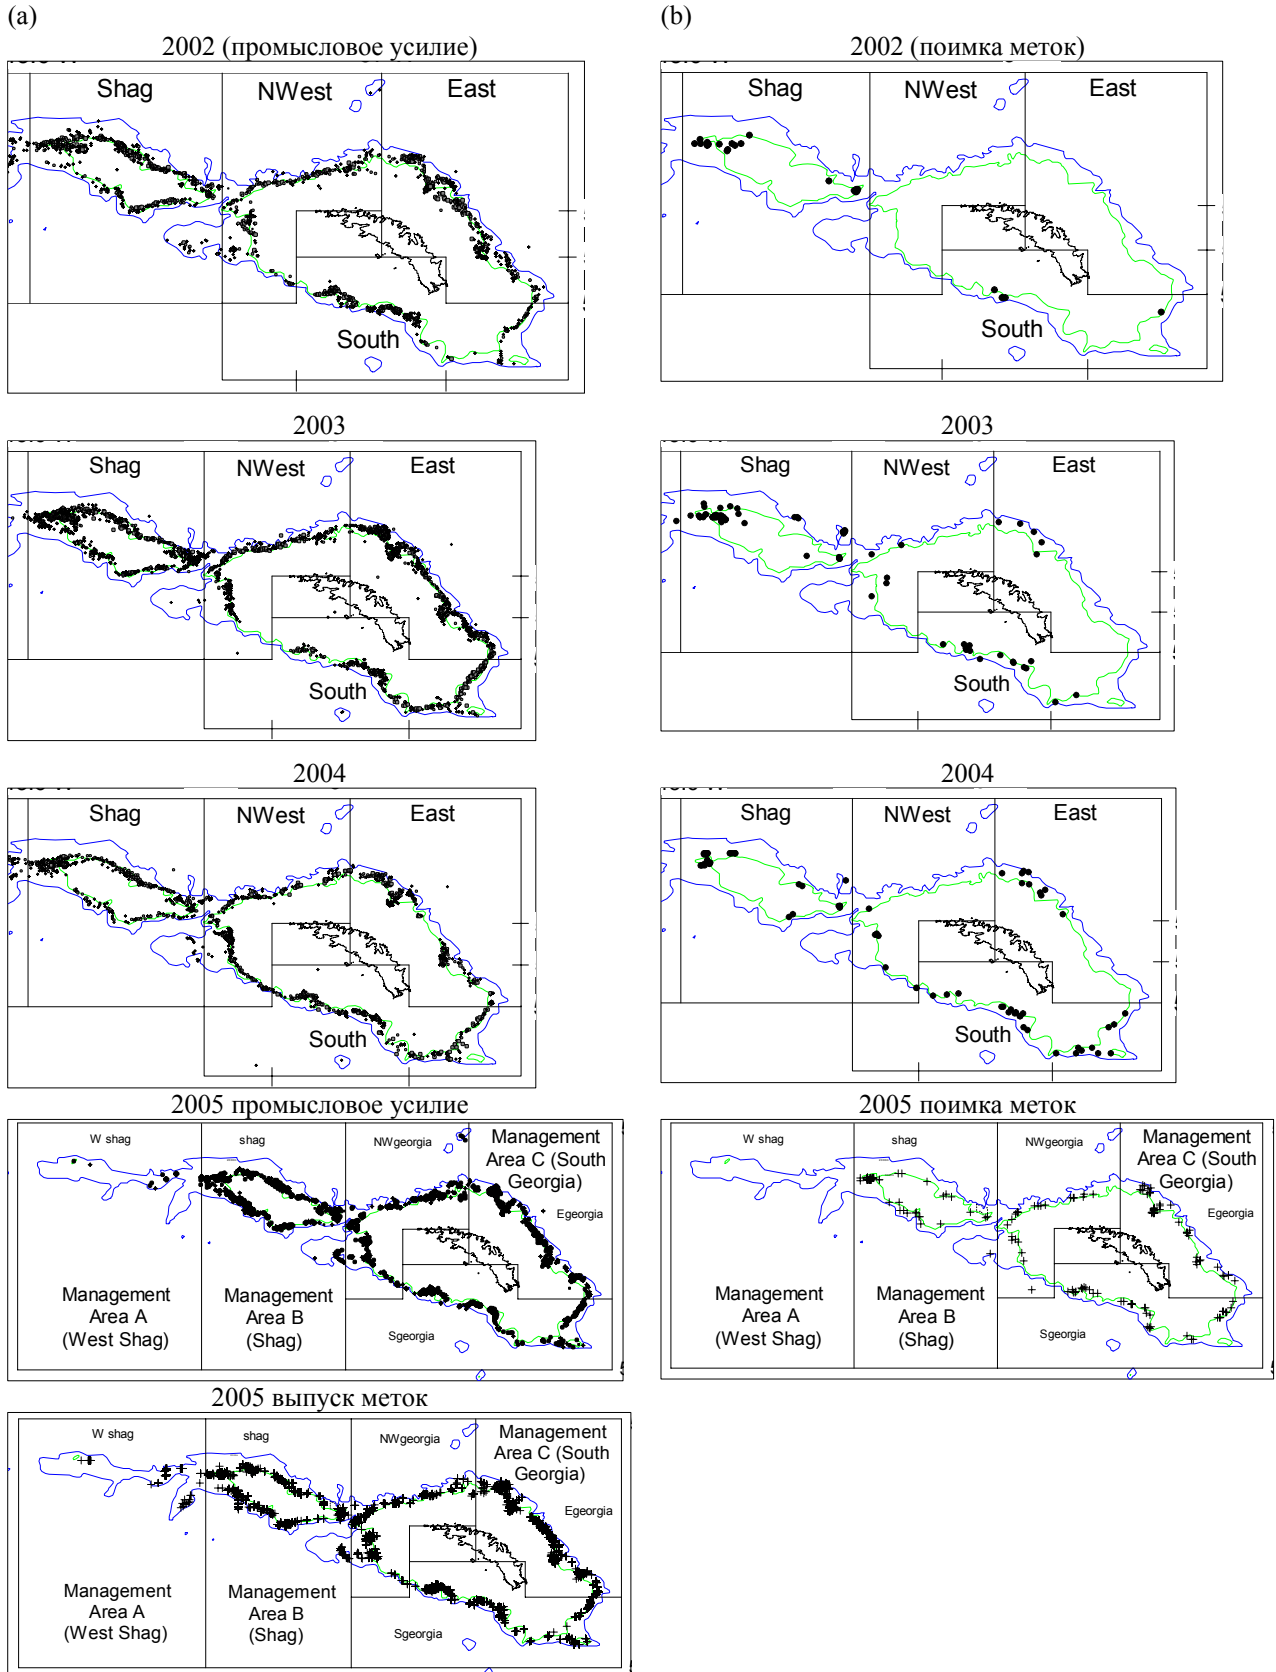 (a)
(b)
2002 (промысловое усилие)
2002 (поимка меток)
Shag
NWest
East
South
Shag
NWest
East
South
2003
2003
Shag
NWest
East
South
Shag
NWest
East
South
2004
2004
Shag
NWest
East
South
Shag
NWest
East
South
2005 промысловое усилие
2005 поимка меток
W shag
shag
NWgeorgia
Management
Area C (South
Georgia)
Egeorgia
Management
Area A
(West Shag)
Management
Area B
(Shag)
Sgeorgia
W shag
shag
NWgeorgia
Management
Area C (South
Georgia)
Egeorgia
Management
Area A
(West Shag)
Management
Area B
(Shag)
Sgeorgia
2005 выпуск меток
W shag
shag
NWgeorgia
Management
Area C (South
Georgia)
Egeorgia
Management
Area A
(West Shag)
Management
Area B
(Shag)
Sgeorgia